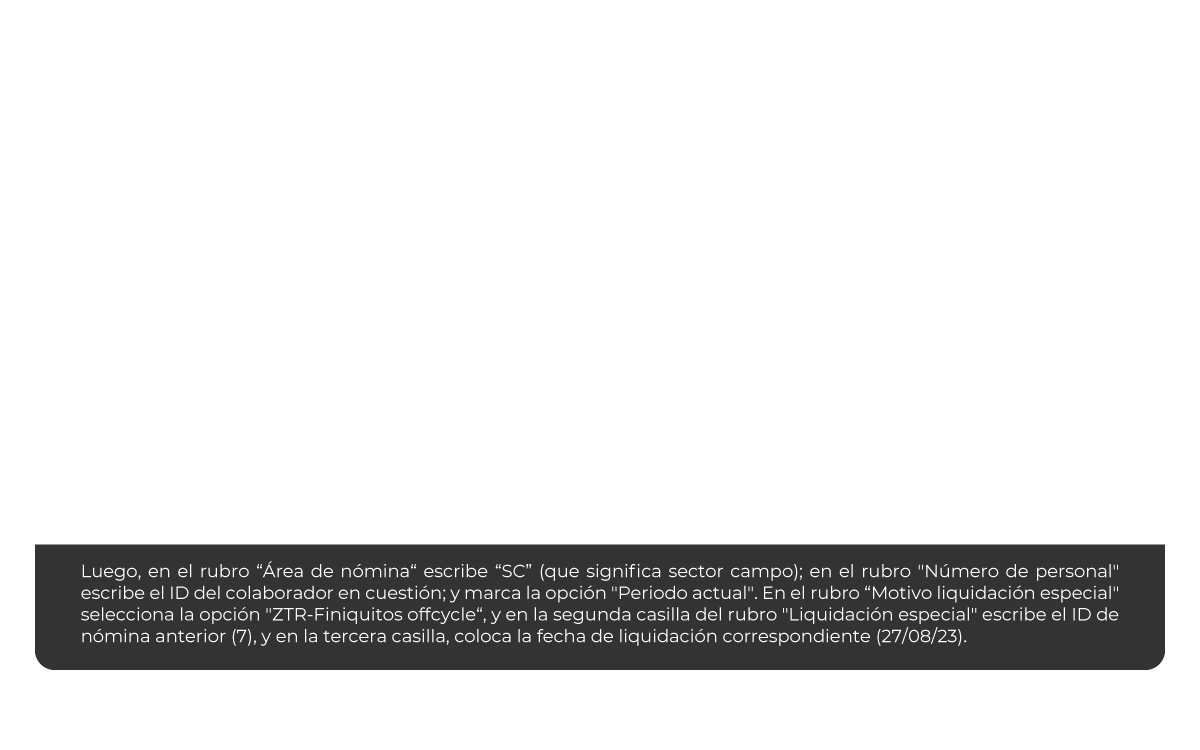 Luego, en el rubro “Área de nómina“ escribe “SC” (que significa sector campo); en el rubro "Número de personal"
escribe el ID del colaborador en cuestión; y marca la opción "Periodo actual". En el rubro “Motivo liquidación especial"
selecciona la opción "ZTR-Finiquitos offcycle“, y en la segunda casilla del rubro "Liquidación especial" escribe el ID de
nómina anterior (7), y en la tercera casilla, coloca la fecha de liquidación correspondiente (27/08/23).